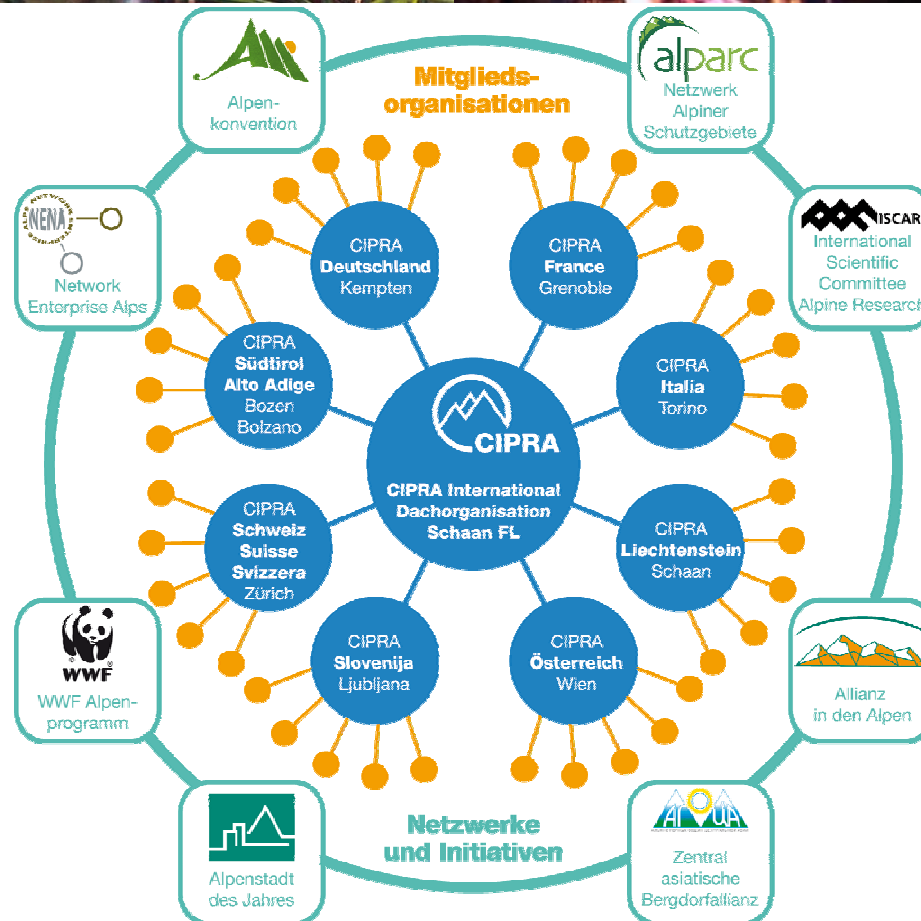 Mitglieds-
organisationen
Alpen-
konvention
alparc
Netzwerk
Alpiner
Schutzgebiete
NENA
Network
Enterprise Alps
ISCAR
International
Scientific
Committee
Alpine Research
CIPRA
Deutschland
Kempten
CIPRA
France
Grenoble
CIPRA
Südtirol
Alto Adige
Bozen
Bolzano
CIPRA
Italia
Torino
CIPRA
CIPRA International
Dachorganisation
Schaan FL
CIPRA
Schweiz
Suisse
Svizzera
Zürich
CIPRA
Liechtenstein
Schaan
CIPRA
Slovenija
Ljubljana
CIPRA
Österreich
Wien
WWF
WWF Alpen-
programm
Allianz
in den Alpen
Alpenstadt
des Jahres
Netzwerke
und Initiativen
Zentral
asiatische
Bergdorfallianz